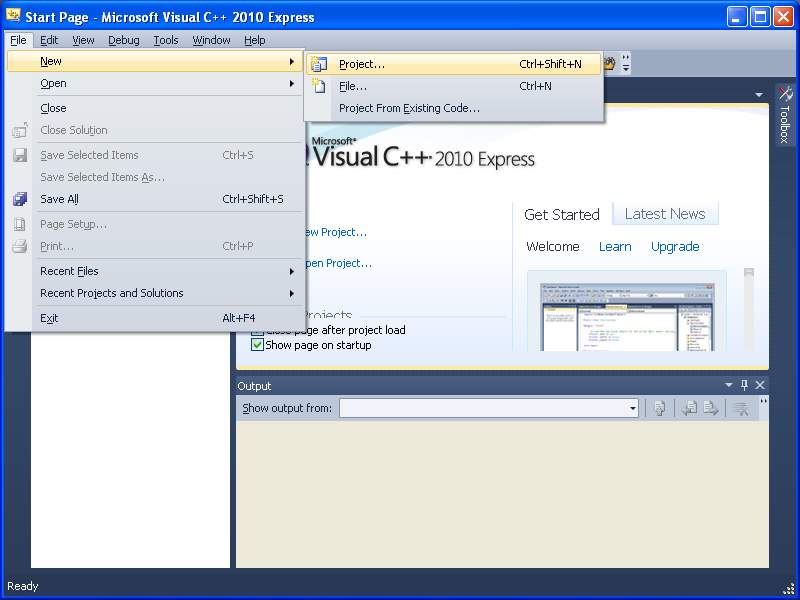 Start Page - Microsoft Visual C++ 2010 Express
File Edit View Debug Tools Window Help
New
Project... Ctrl+Shift+N
Open
File... Ctrl+N
Close
Project From Existing Code...
Close Solution
Toolbox
Save Selected Items Ctrl+S
Microsoft®
Visual C++ 2010 Express
Save Selected Items As...
Save All Ctrl+Shift+S
Page Setup...
Get Started Latest News
ew Project...
Print... Ctrl+P
Welcome Learn Upgrade
pen Project...
Recent Files
Recent Projects and Solutions
Projects
Exit Alt+F4
Close page after project load
Show page on startup
Output
Show output from:
Ready